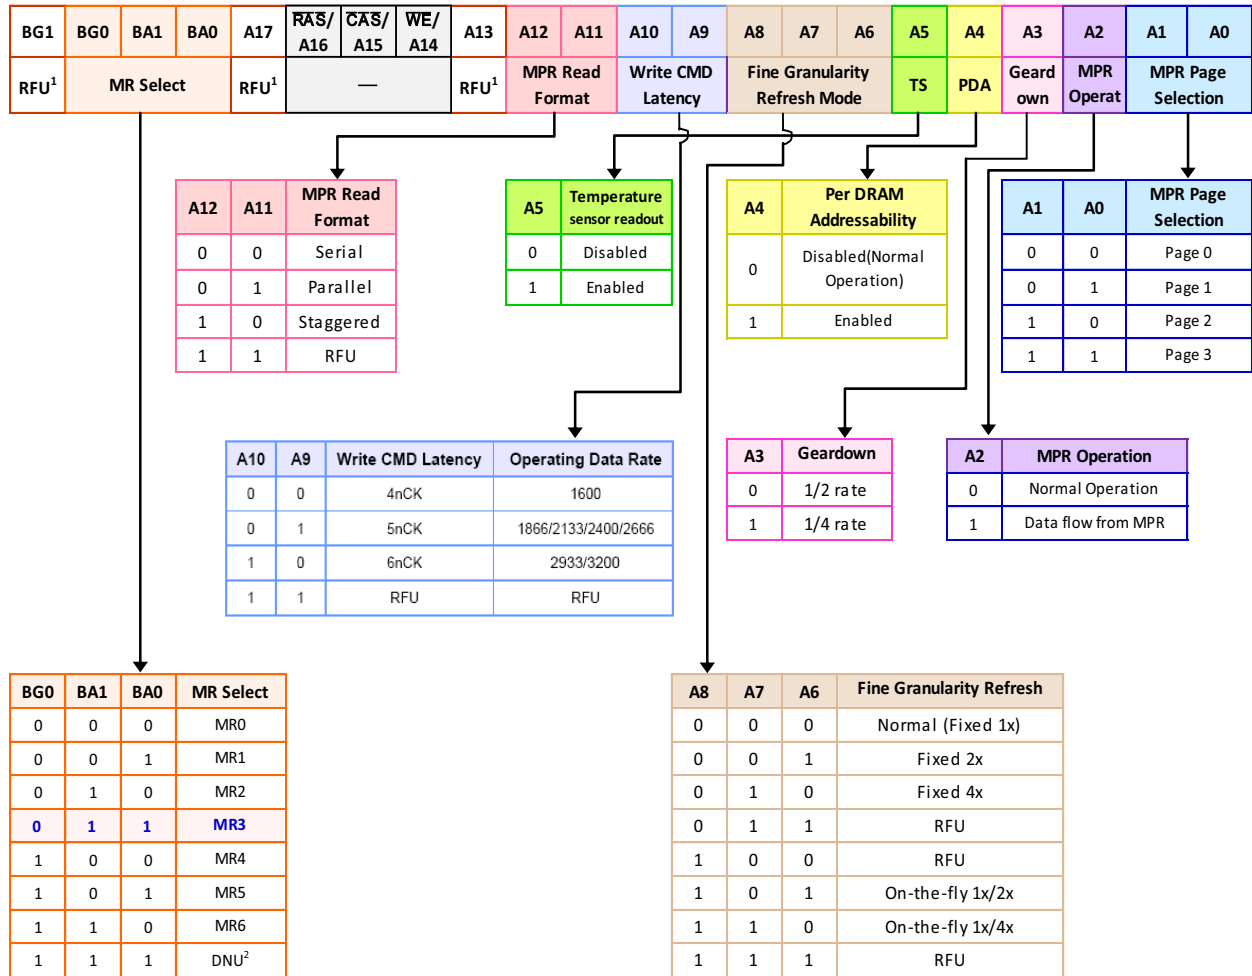 BG1 BG0 BA1 BA0 A17 RAS/ A16 CAS/ A15 WE/ A14 A13 A12 A11 A10 A9 A8 A7 A6 A5 A4 A3 A2 A1 A0
RFU1 MR Select RFU1 — RFU1 MPR Read Format Write CMD Latency Fine Granularity Refresh Mode TS PDA Geard own MPR Operat MPR Page Selection
A12 A11 MPR Read Format
0 0 Serial
0 1 Parallel
1 0 Staggered
1 1 RFU
A5 Temperature sensor readout
0 Disabled
1 Enabled
A4 Per DRAM Addressability
0 Disabled(Normal Operation)
1 Enabled
A1 A0 MPR Page Selection
0 0 Page 0
0 1 Page 1
1 0 Page 2
1 1 Page 3
A10 A9 Write CMD Latency Operating Data Rate
0 0 4nCK 1600
0 1 5nCK 1866/2133/2400/2666
1 0 6nCK 2933/3200
1 1 RFU RFU
A3 Geardown
0 1/2 rate
1 1/4 rate
A2 MPR Operation
0 Normal Operation
1 Data flow from MPR
BG0 BA1 BA0 MR Select
0 0 0 MR0
0 0 1 MR1
0 1 0 MR2
0 1 1 MR3
1 0 0 MR4
1 0 1 MR5
1 1 0 MR6
1 1 1 DNU2
A8 A7 A6 Fine Granularity Refresh
0 0 0 Normal (Fixed 1x)
0 0 1 Fixed 2x
0 1 0 Fixed 4x
0 1 1 RFU
1 0 0 RFU
1 0 1 On-the-fly 1x/2x
1 1 0 On-the-fly 1x/4x
1 1 1 RFU